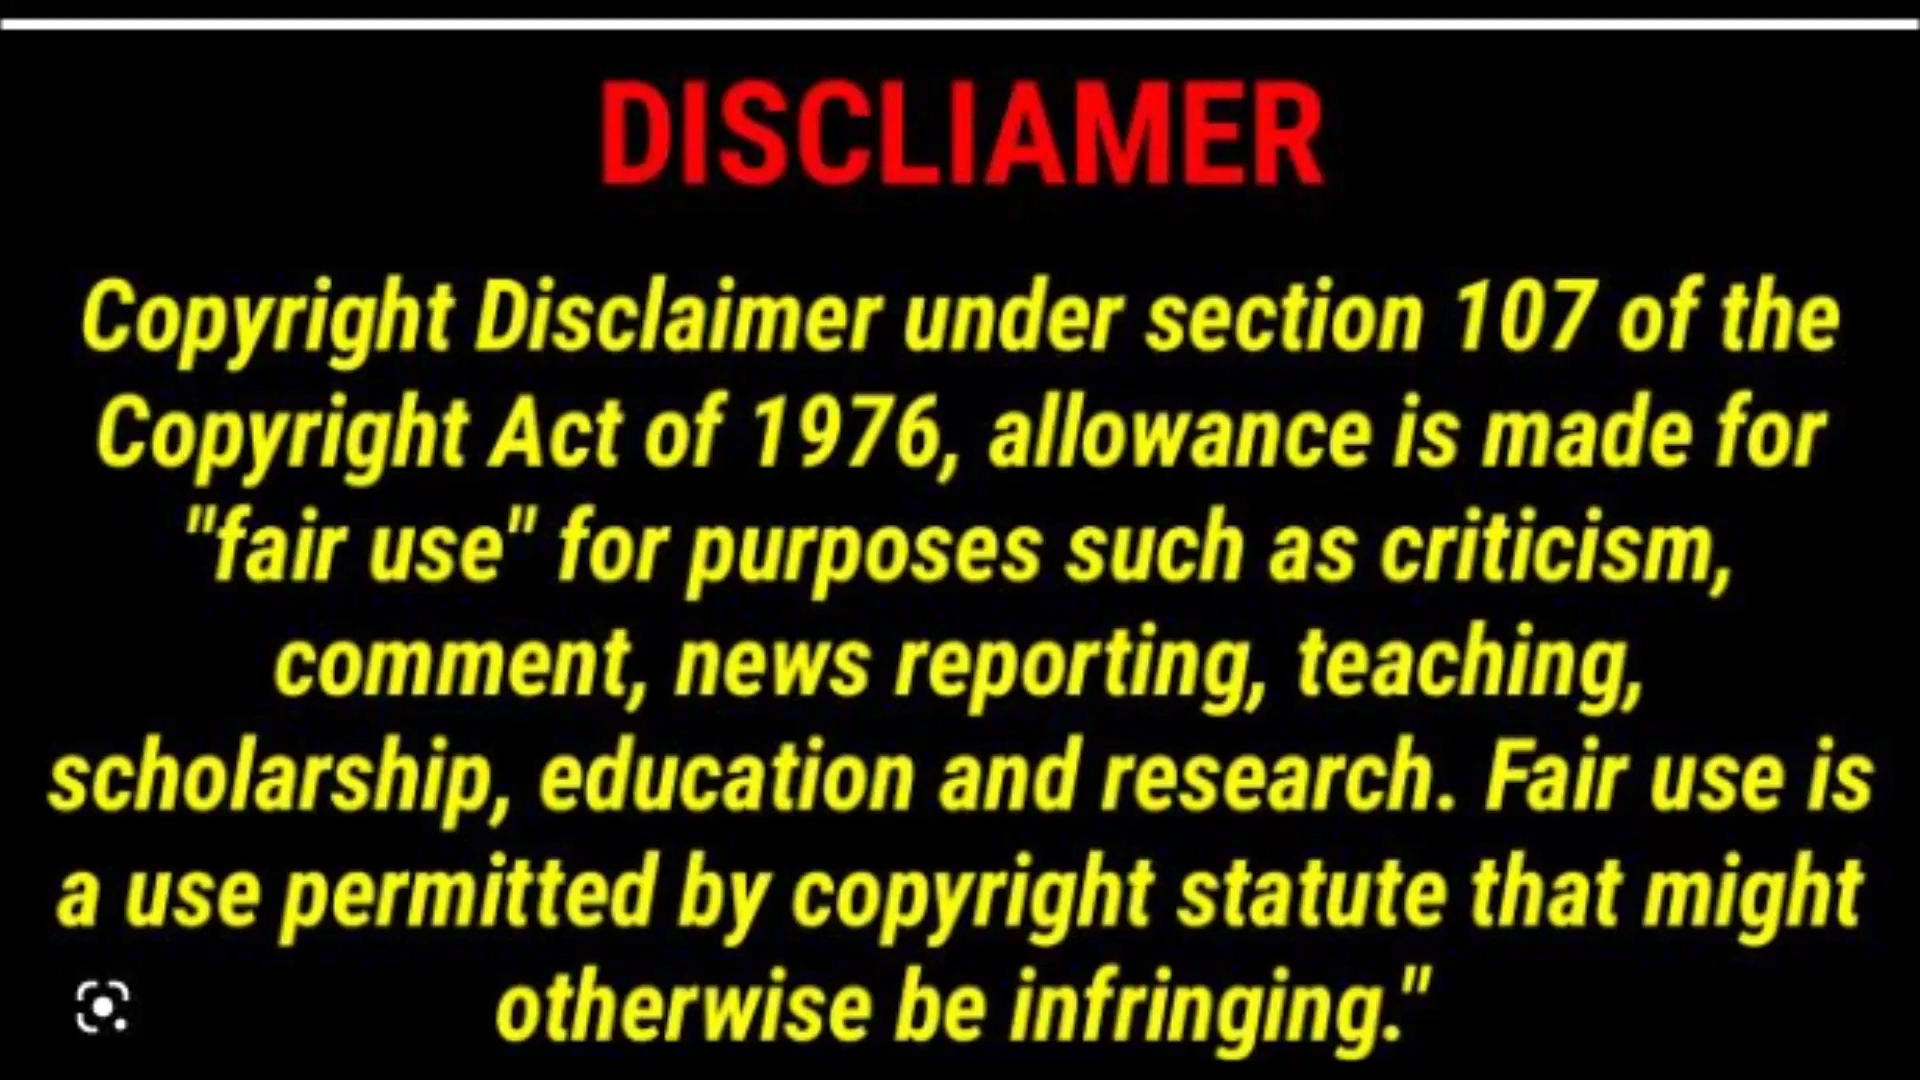 DISCLIAMER
Copyright Disclaimer under section 107 of the
Copyright Act of 1976, allowance is made for
"fair use" for purposes such as criticism,
comment, news reporting, teaching,
scholarship, education and research. Fair use is
a use permitted by copyright statute that might
otherwise be infringing."